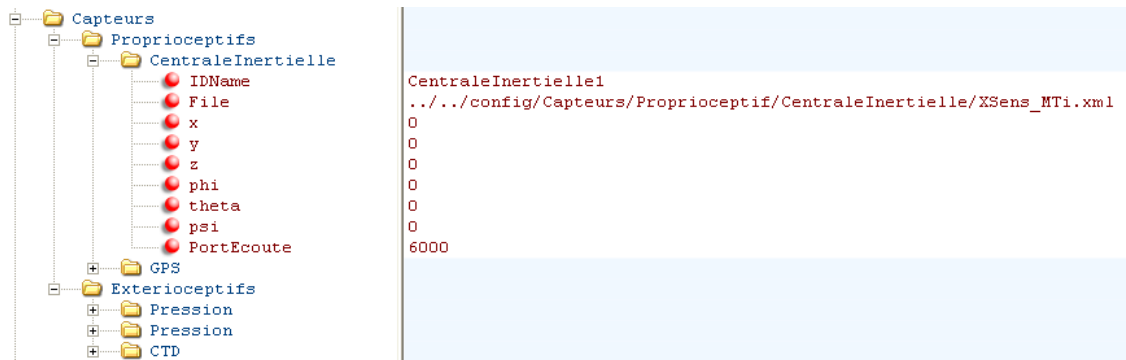 Capteurs
Proprioceptifs
CentraleInertielle
IDName CentraleInertielle1
File ../../config/Capteurs/Proprioceptif/CentraleInertielle/XSens_MTi.xml
x 0
y 0
z 0
phi 0
theta 0
psi 0
PortEcoute 6000
GPS
Exterioceptifs
Pression
Pression
CTD